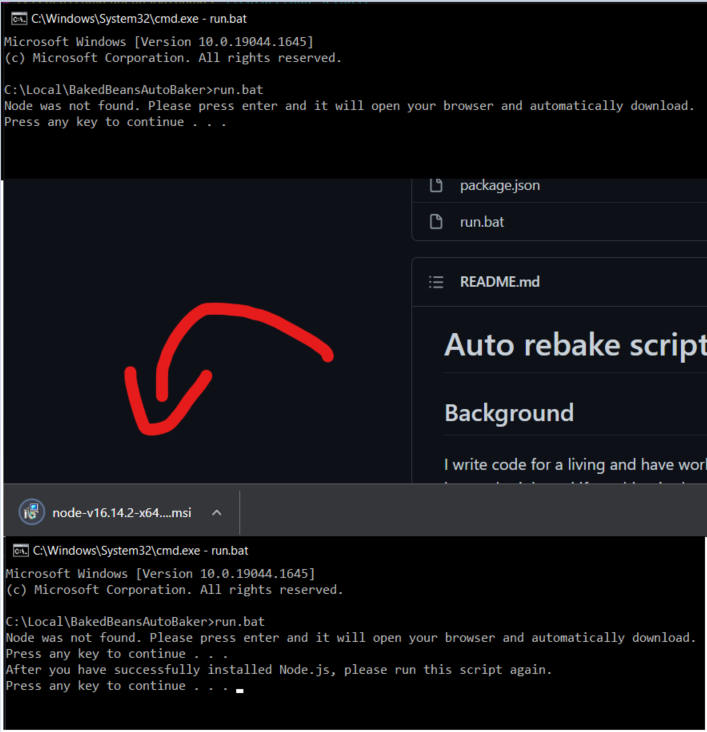 C:\Windows\System32\cmd.exe - run.bat
Microsoft Windows [Version 10.0.19044.1645]
(c) Microsoft Corporation. All rights reserved.
C:\Local\BakedBeansAutoBaker>run.bat
Node was not found. Please press enter and it will open your browser and automatically download.
Press any key to continue . . .
package.json
run.bat
README.md
Auto rebake script
Background
I write code for a living and have wor
node-v16.14.2-x64....msi
C:\Windows\System32\cmd.exe - run.bat
Microsoft Windows [Version 10.0.19044.1645]
(c) Microsoft Corporation. All rights reserved.
C:\Local\BakedBeansAutoBaker>run.bat
Node was not found. Please press enter and it will open your browser and automatically download.
Press any key to continue . . .
After you have successfully installed Node.js, please run this script again.
Press any key to continue . . .